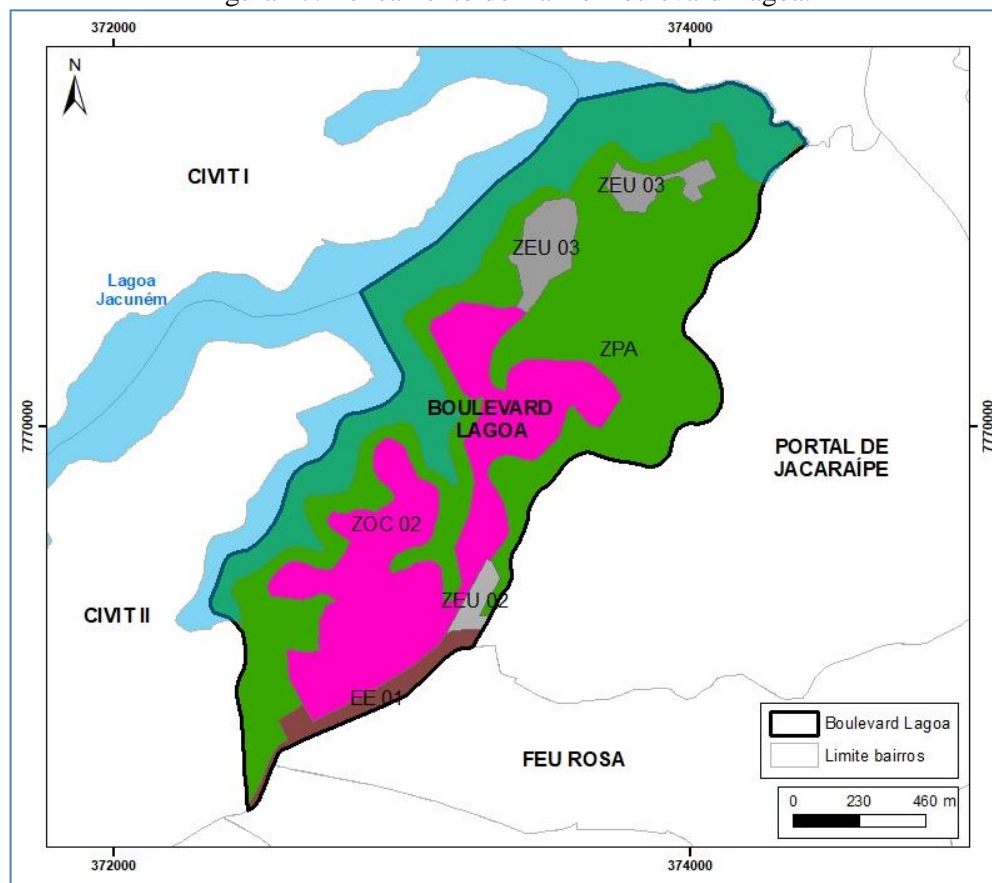 372000
374000
N
CIVIT I
ZEU 03
ZEU 03
Lagoa
Jacuném
ZPA
BOULEVARD
LAGOA
7770000
7770000
PORTAL DE
JACARAÍPE
ZOC 02
ZEU 02
CIVIT II
EE 01
FEU ROSA
Boulevard Lagoa
Limite bairros
0 230 460 m
372000
374000